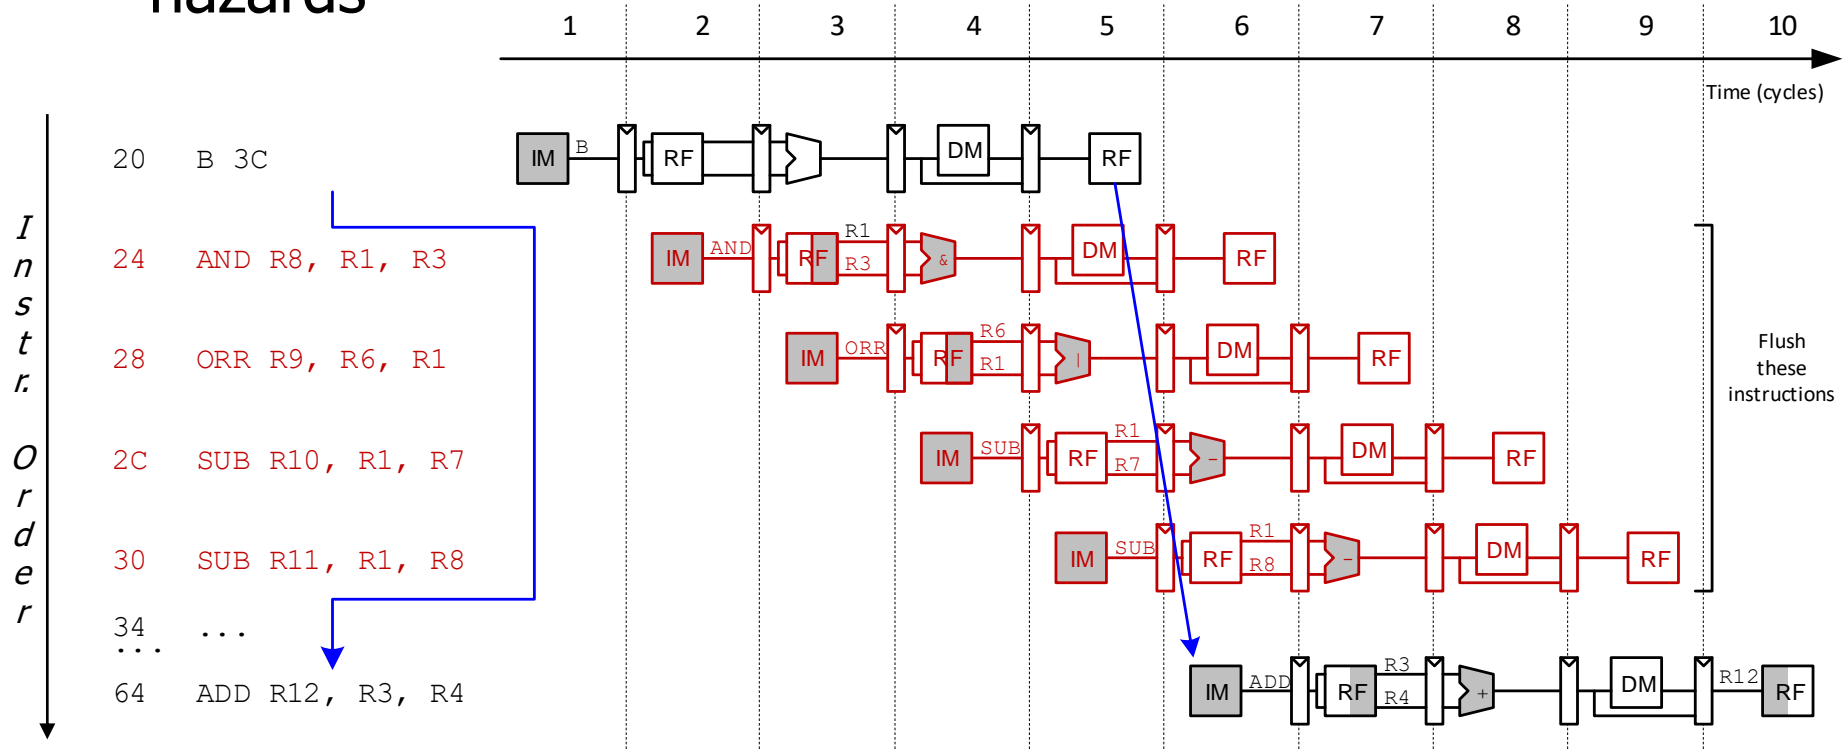 hazards
1 2 3 4 5 6 7 8 9 10
Time (cycles)
Instr. Order
20 B 3C
IM B RF DM RF
24 AND R8, R1, R3
IM AND RF R1 R3 & DM RF
28 ORR R9, R6, R1
IM ORR RF R6 R1 | DM RF
2C SUB R10, R1, R7
IM SUB RF R1 R7 - DM RF
30 SUB R11, R1, R8
IM SUB RF R1 R8 - DM RF
Flush
these
instructions
34 ...
...
64 ADD R12, R3, R4
IM ADD RF R3 R4 + DM R12 RF